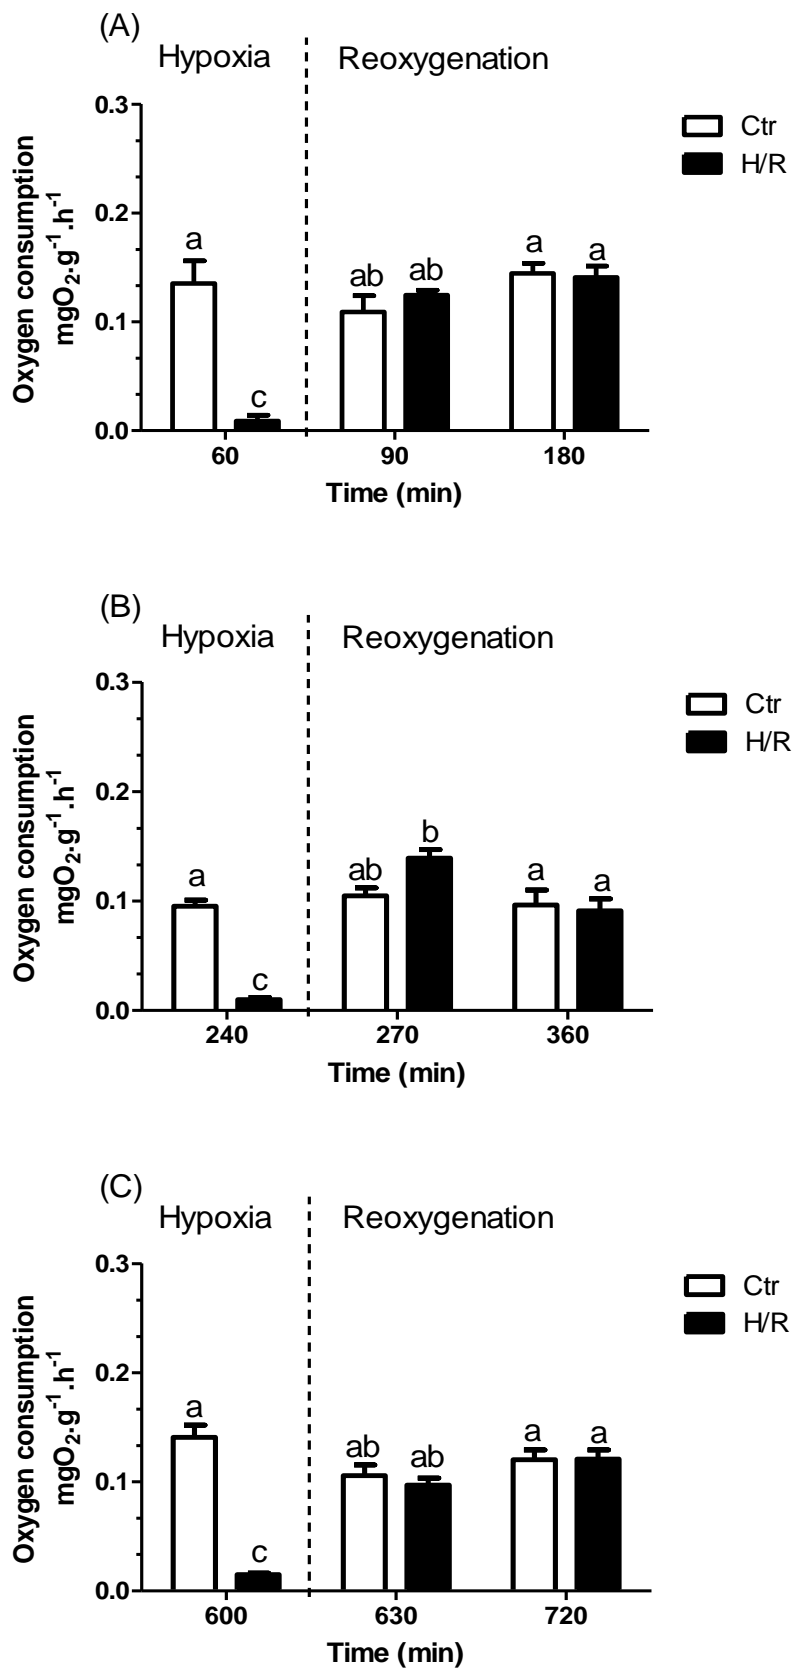 (A)
Hypoxia
Reoxygenation
Oxygen consumption
mgO₂.g⁻¹.h⁻¹
0.3
0.2
0.1
0.0
a
c
ab
ab
a
a
60
90
180
Time (min)
Ctr
H/R
(B)
Hypoxia
Reoxygenation
Oxygen consumption
mgO₂.g⁻¹.h⁻¹
0.3
0.2
0.1
0.0
a
c
ab
b
a
a
240
270
360
Time (min)
Ctr
H/R
(C)
Hypoxia
Reoxygenation
Oxygen consumption
mgO₂.g⁻¹.h⁻¹
0.3
0.2
0.1
0.0
a
c
ab
ab
a
a
600
630
720
Time (min)
Ctr
H/R